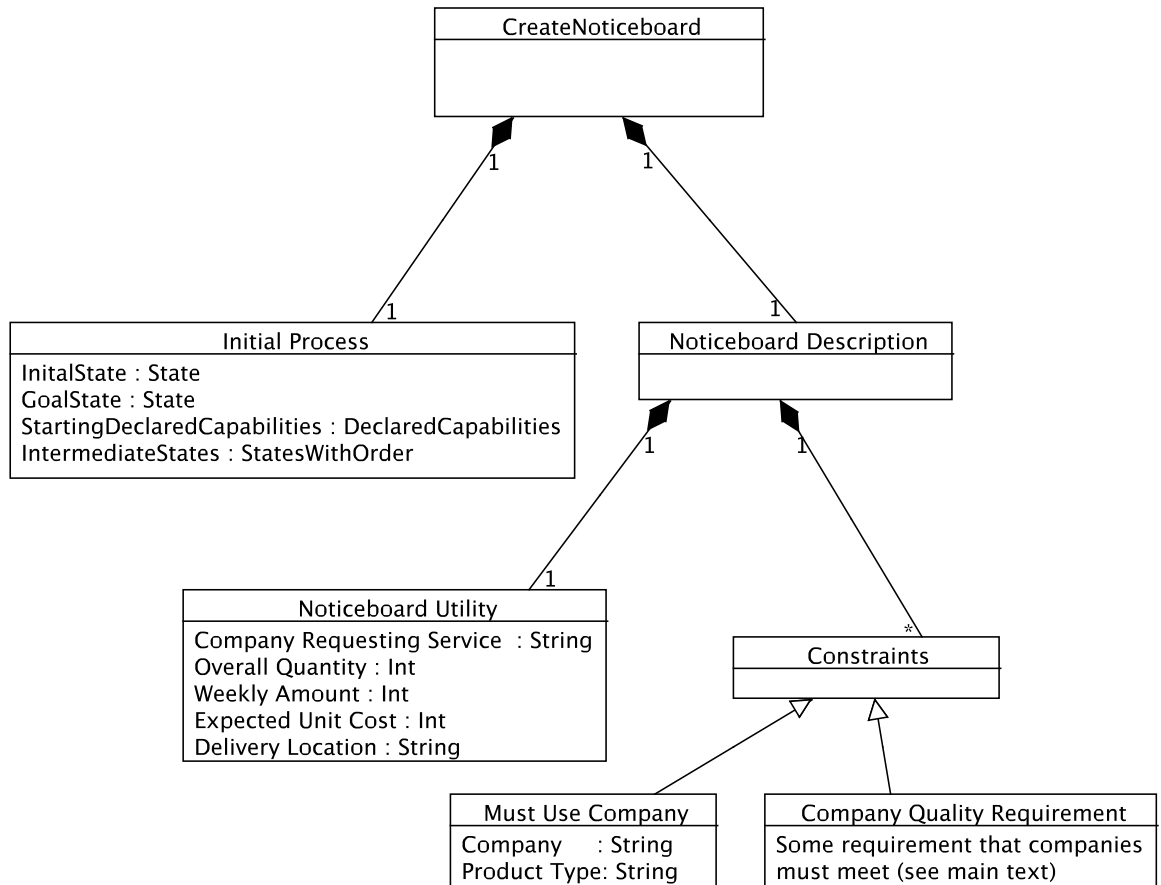 CreateNoticeboard
1
1
1
1
Initial Process
InitalState : State
GoalState : State
StartingDeclaredCapabilities : DeclaredCapabilities
IntermediateStates : StatesWithOrder
Noticeboard Description
1
1
1
*
Noticeboard Utility
Company Requesting Service : String
Overall Quantity : Int
Weekly Amount : Int
Expected Unit Cost : Int
Delivery Location : String
Constraints
Must Use Company
Company : String
Product Type: String
Company Quality Requirement
Some requirement that companies
must meet (see main text)